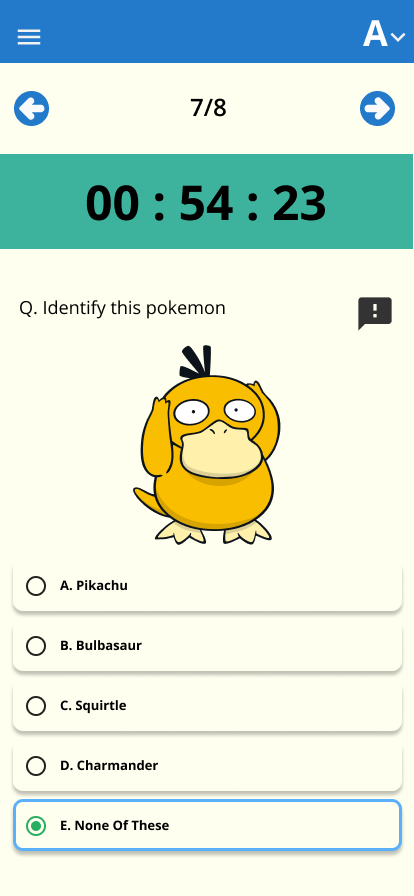 A
7/8
00 : 54 : 23
Q. Identify this pokemon
A. Pikachu
B. Bulbasaur
C. Squirtle
D. Charmander
E. None Of These